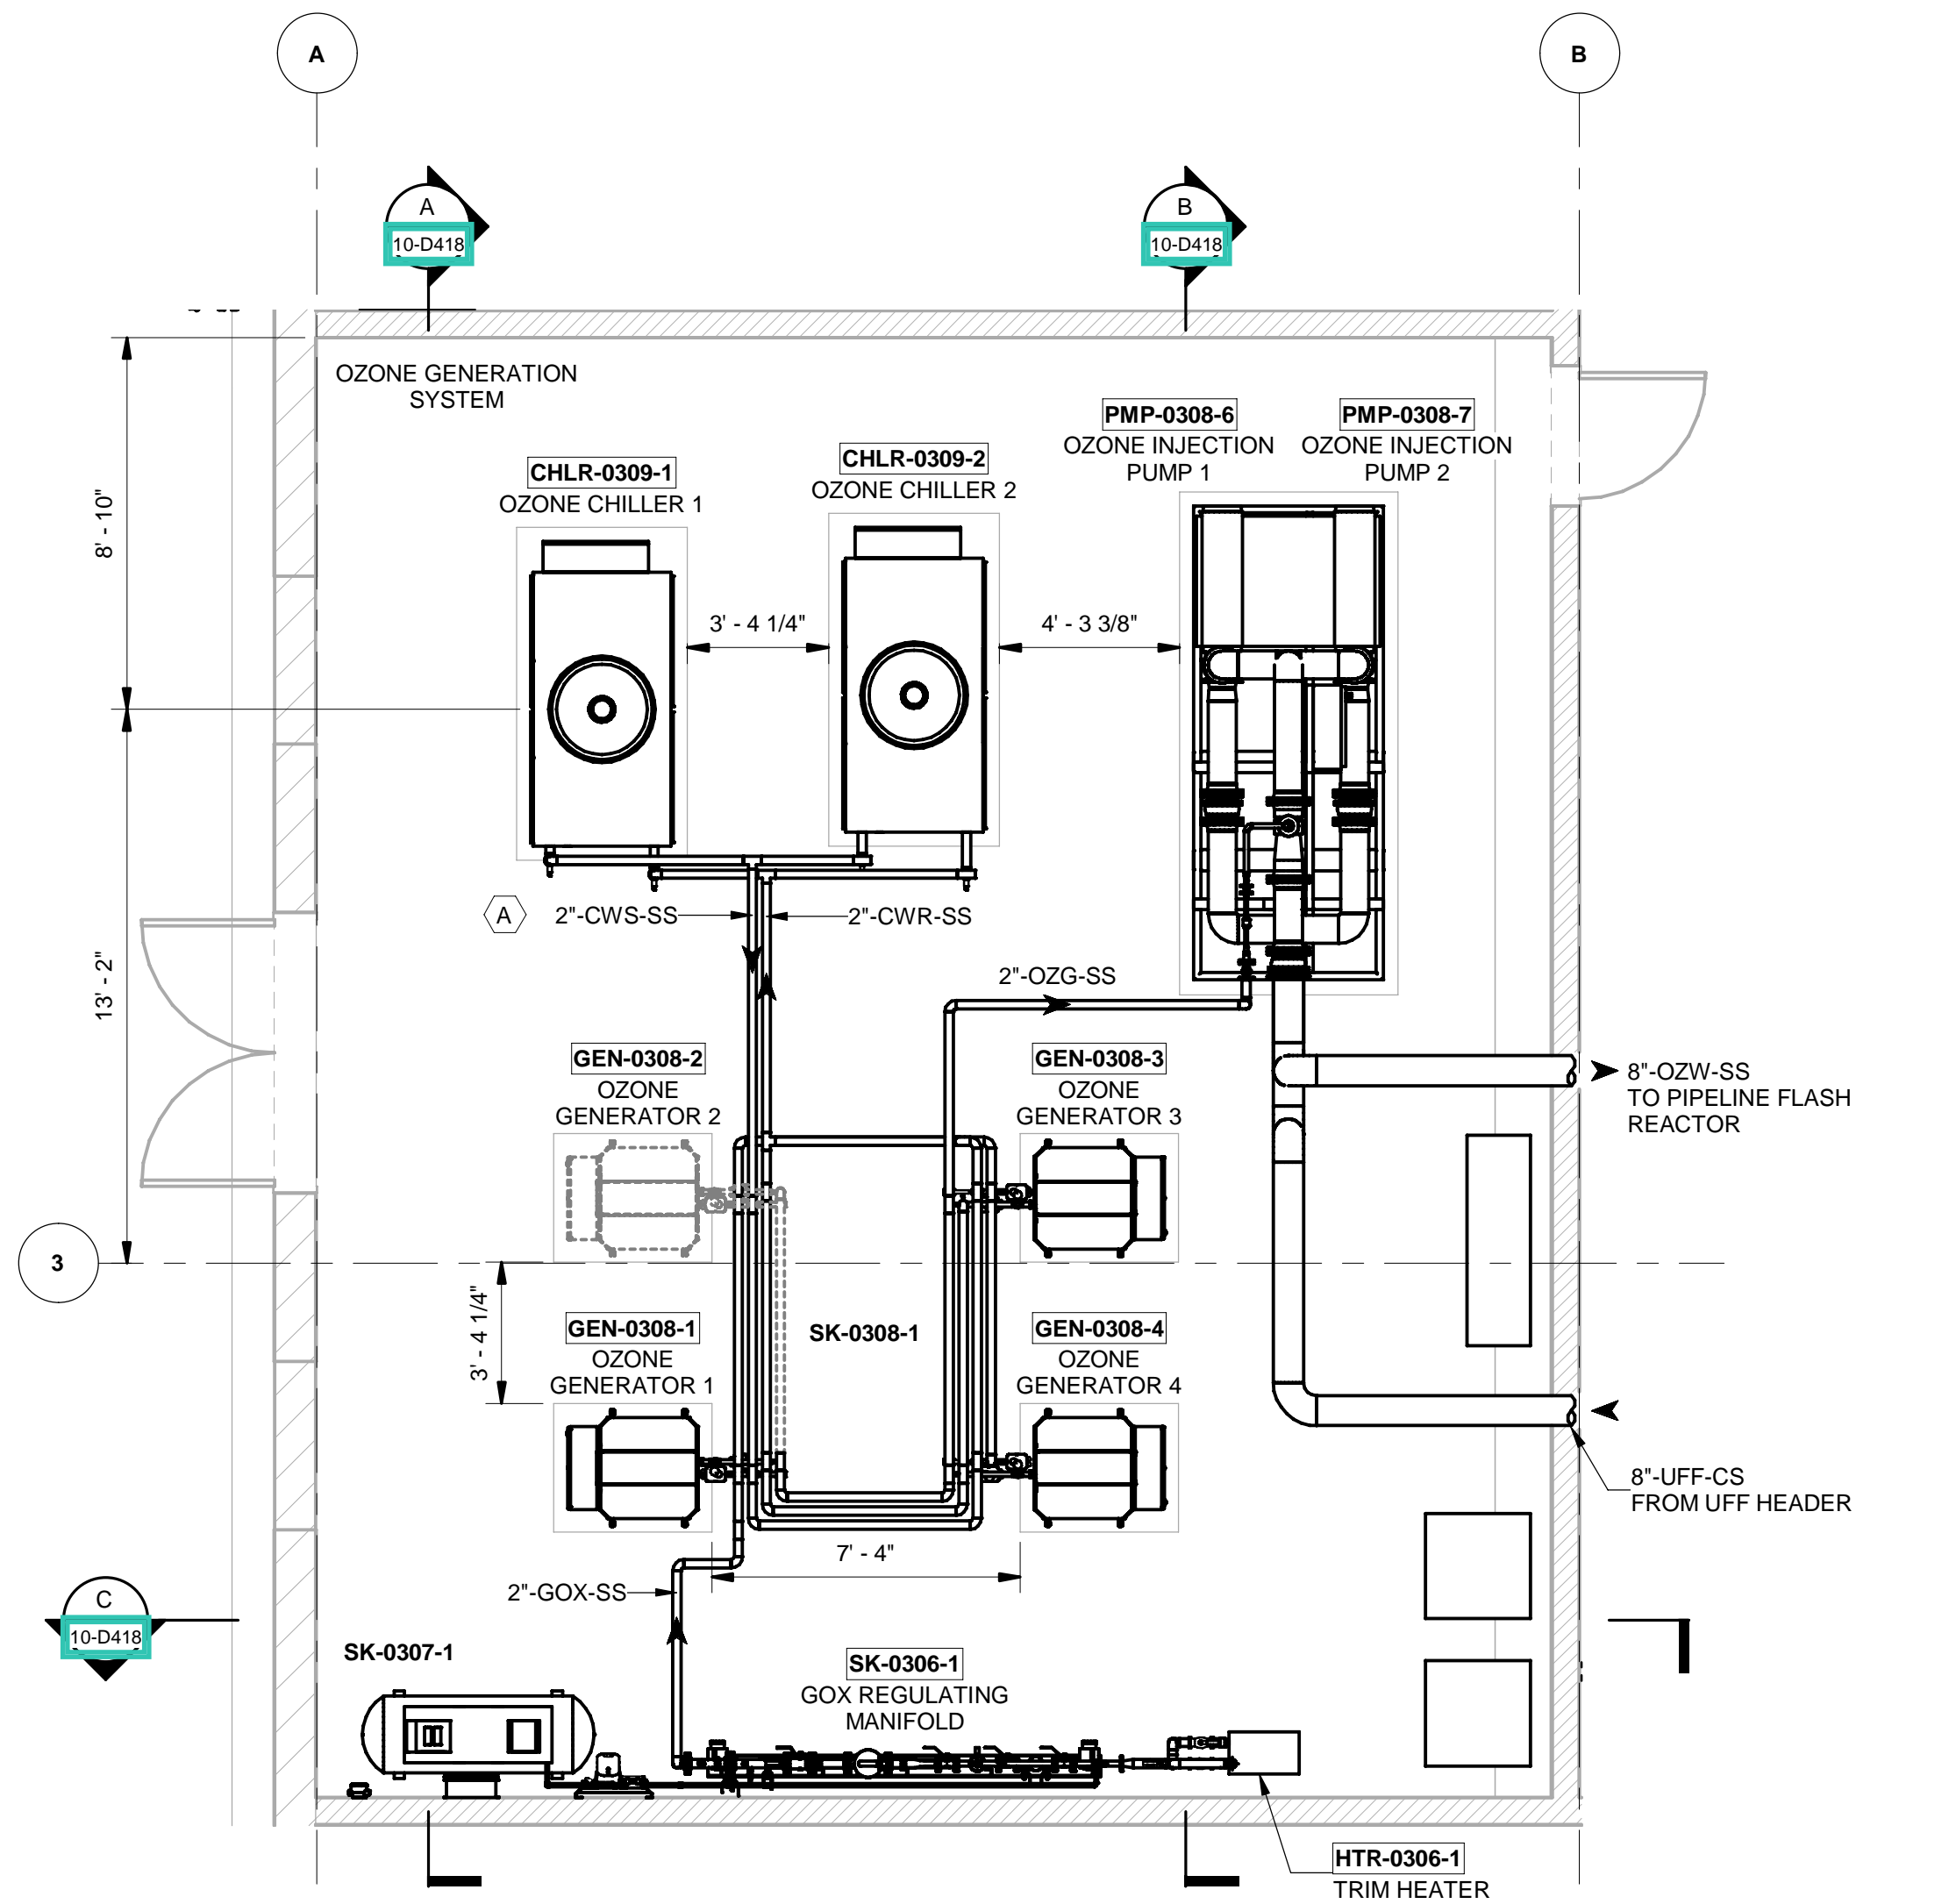 A
B
A
10-D418
B
10-D418
OZONE GENERATION
SYSTEM
PMP-0308-6
OZONE INJECTION
PUMP 1
PMP-0308-7
OZONE INJECTION
PUMP 2
CHLR-0309-1
OZONE CHILLER 1
CHLR-0309-2
OZONE CHILLER 2
8' - 10"
3' - 4 1/4"
4' - 3 3/8"
A
2"-CWS-SS
2"-CWR-SS
13' - 2"
2"-OZG-SS
GEN-0308-2
OZONE
GENERATOR 2
GEN-0308-3
OZONE
GENERATOR 3
8"-OZW-SS
TO PIPELINE FLASH
REACTOR
3
3' - 4 1/4"
GEN-0308-1
OZONE
GENERATOR 1
SK-0308-1
GEN-0308-4
OZONE
GENERATOR 4
8"-UFF-CS
FROM UFF HEADER
7' - 4"
2"-GOX-SS
C
10-D418
SK-0307-1
SK-0306-1
GOX REGULATING
MANIFOLD
HTR-0306-1
TRIM HEATER